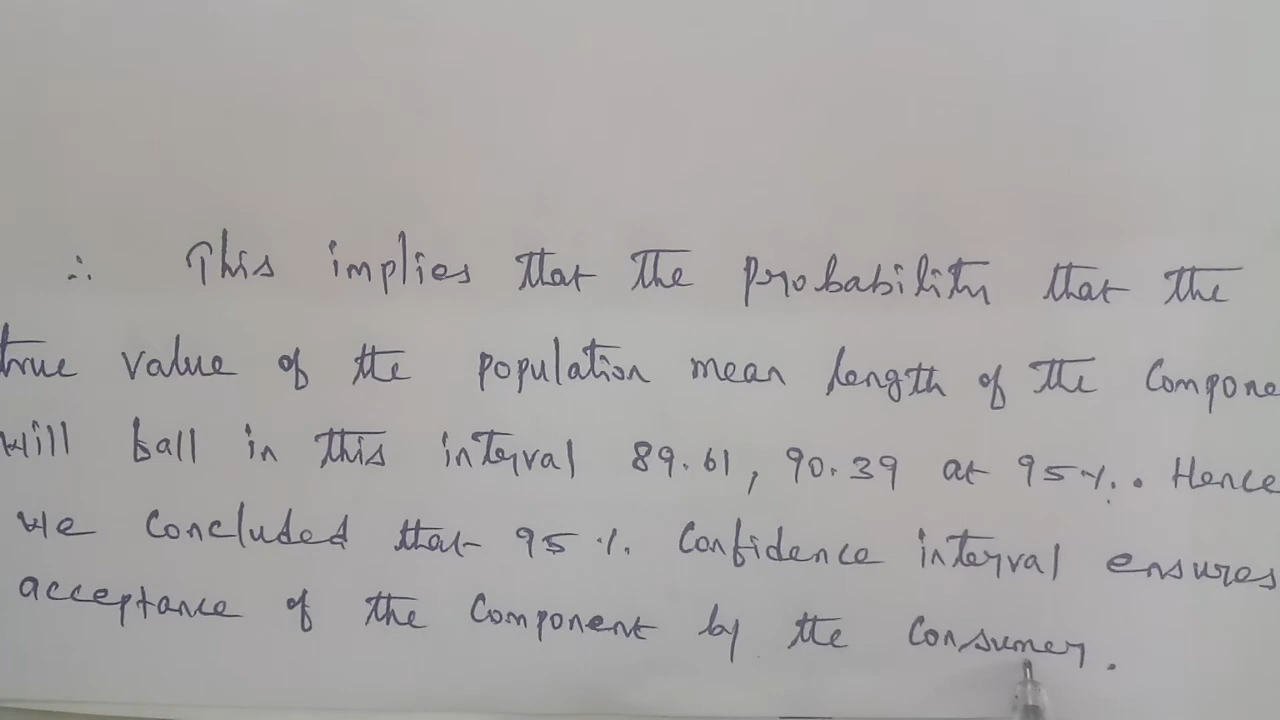 ∴ This implies that the probability that the
true value of the population mean length of the Compone
will fall in this interval 89.61, 90.39 at 95%. Hence
we concluded that 95% Confidence interval ensures
acceptance of the Component by the Consumer.